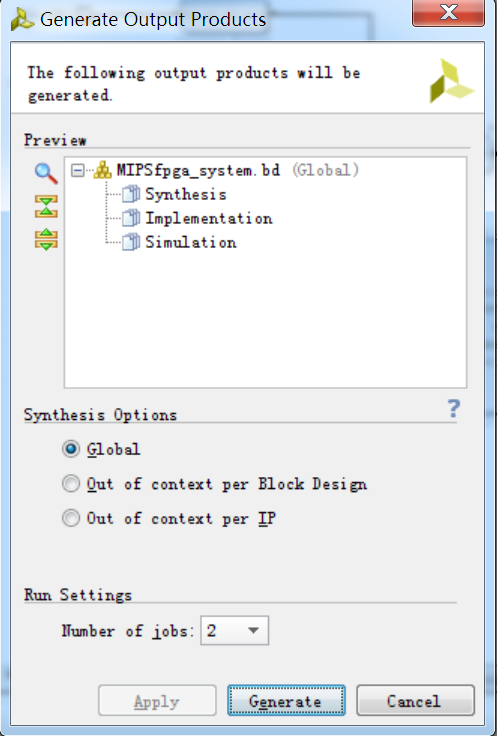 Generate Output Products
The following output products will be
generated.
Preview
MIPSfpga_system.bd (Global)
Synthesis
Implementation
Simulation
Synthesis Options
?
Global
Out of context per Block Design
Out of context per IP
Run Settings
Number of jobs: 2
Apply Generate Cancel